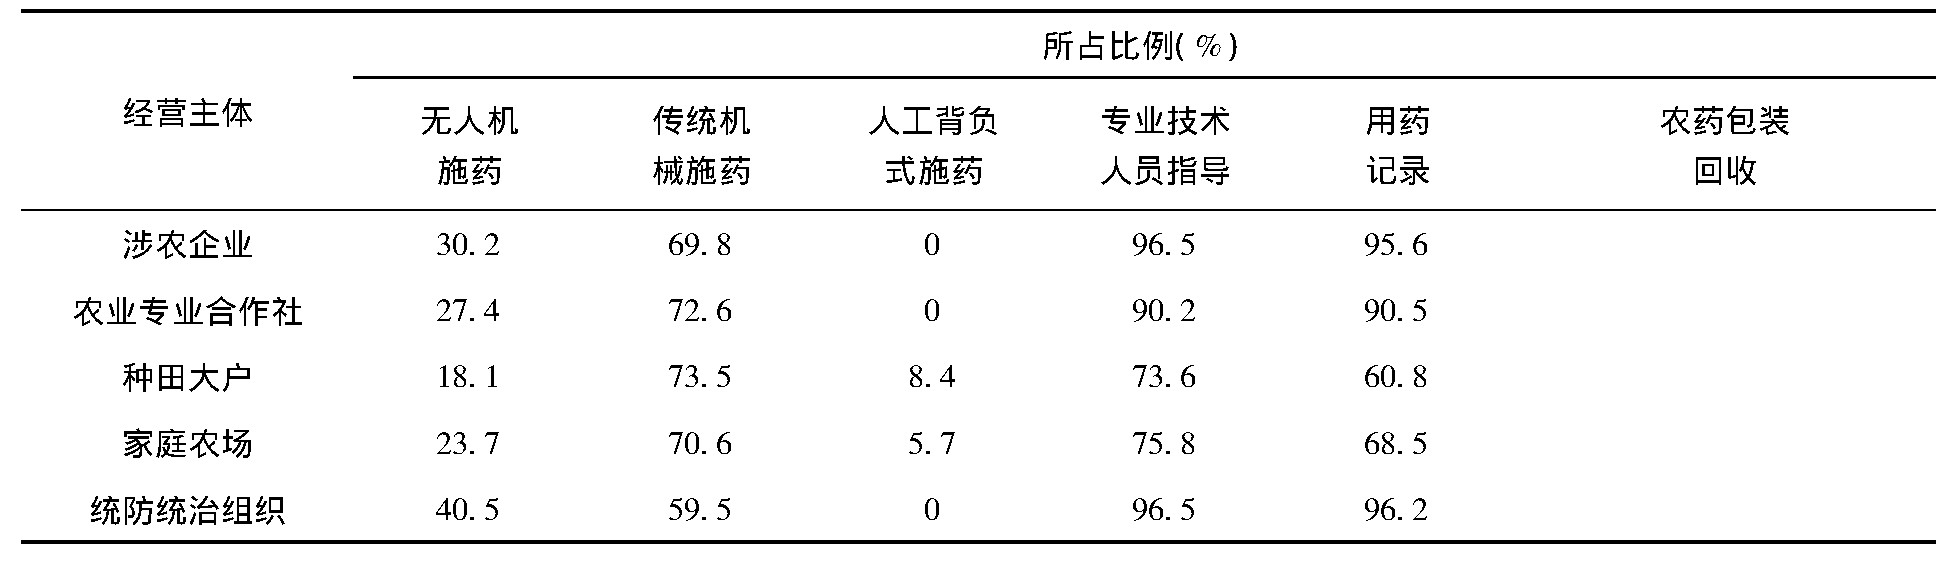 所占比例( % )
经营主体
无人机 传统机 人工背负 专业技术 用药 农药包装
施药 械施药 式施药 人员指导 记录 回收
涉农企业 30. 2 69. 8 0 96. 5 95. 6
农业专业合作社 27. 4 72. 6 0 90. 2 90. 5
种田大户 18. 1 73. 5 8. 4 73. 6 60. 8
家庭农场 23. 7 70. 6 5. 7 75. 8 68. 5
统防统治组织 40. 5 59. 5 0 96. 5 96. 2